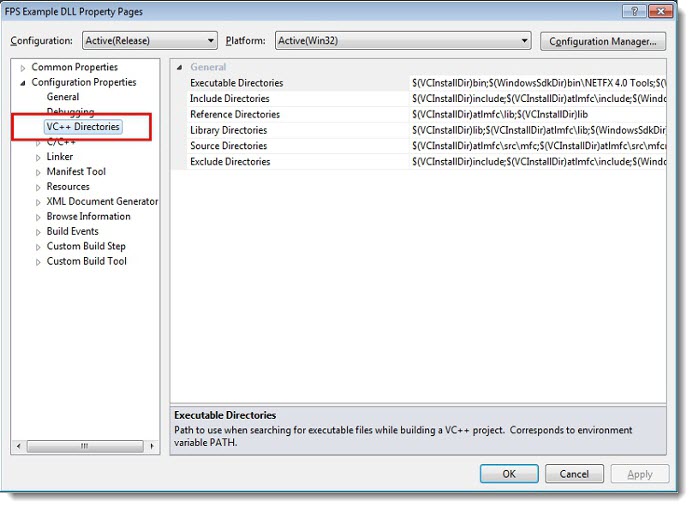 FPS Example DLL Property Pages
Configuration: Active(Release) Platform: Active(Win32) Configuration Manager...
Common Properties
Configuration Properties
General
Debugging
VC++ Directories
C/C++
Linker
Manifest Tool
Resources
XML Document Generator
Browse Information
Build Events
Custom Build Step
Custom Build Tool
General
Executable Directories $(VCInstallDir)bin;$(WindowsSdkDir)bin\NETFX 4.0 Tools;$(
Include Directories $(VCInstallDir)include;$(VCInstallDir)atlmfc\include;$(Window
Reference Directories $(VCInstallDir)atlmfc\lib;$(VCInstallDir)lib
Library Directories $(VCInstallDir)lib;$(VCInstallDir)atlmfc\lib;$(WindowsSdkDir
Source Directories $(VCInstallDir)atlmfc\src\mfc;$(VCInstallDir)atlmfc\src\mfcm
Exclude Directories $(VCInstallDir)include;$(VCInstallDir)atlmfc\include;$(Windo
Executable Directories
Path to use when searching for executable files while building a VC++ project. Corresponds to environment
variable PATH.
OK Cancel Apply